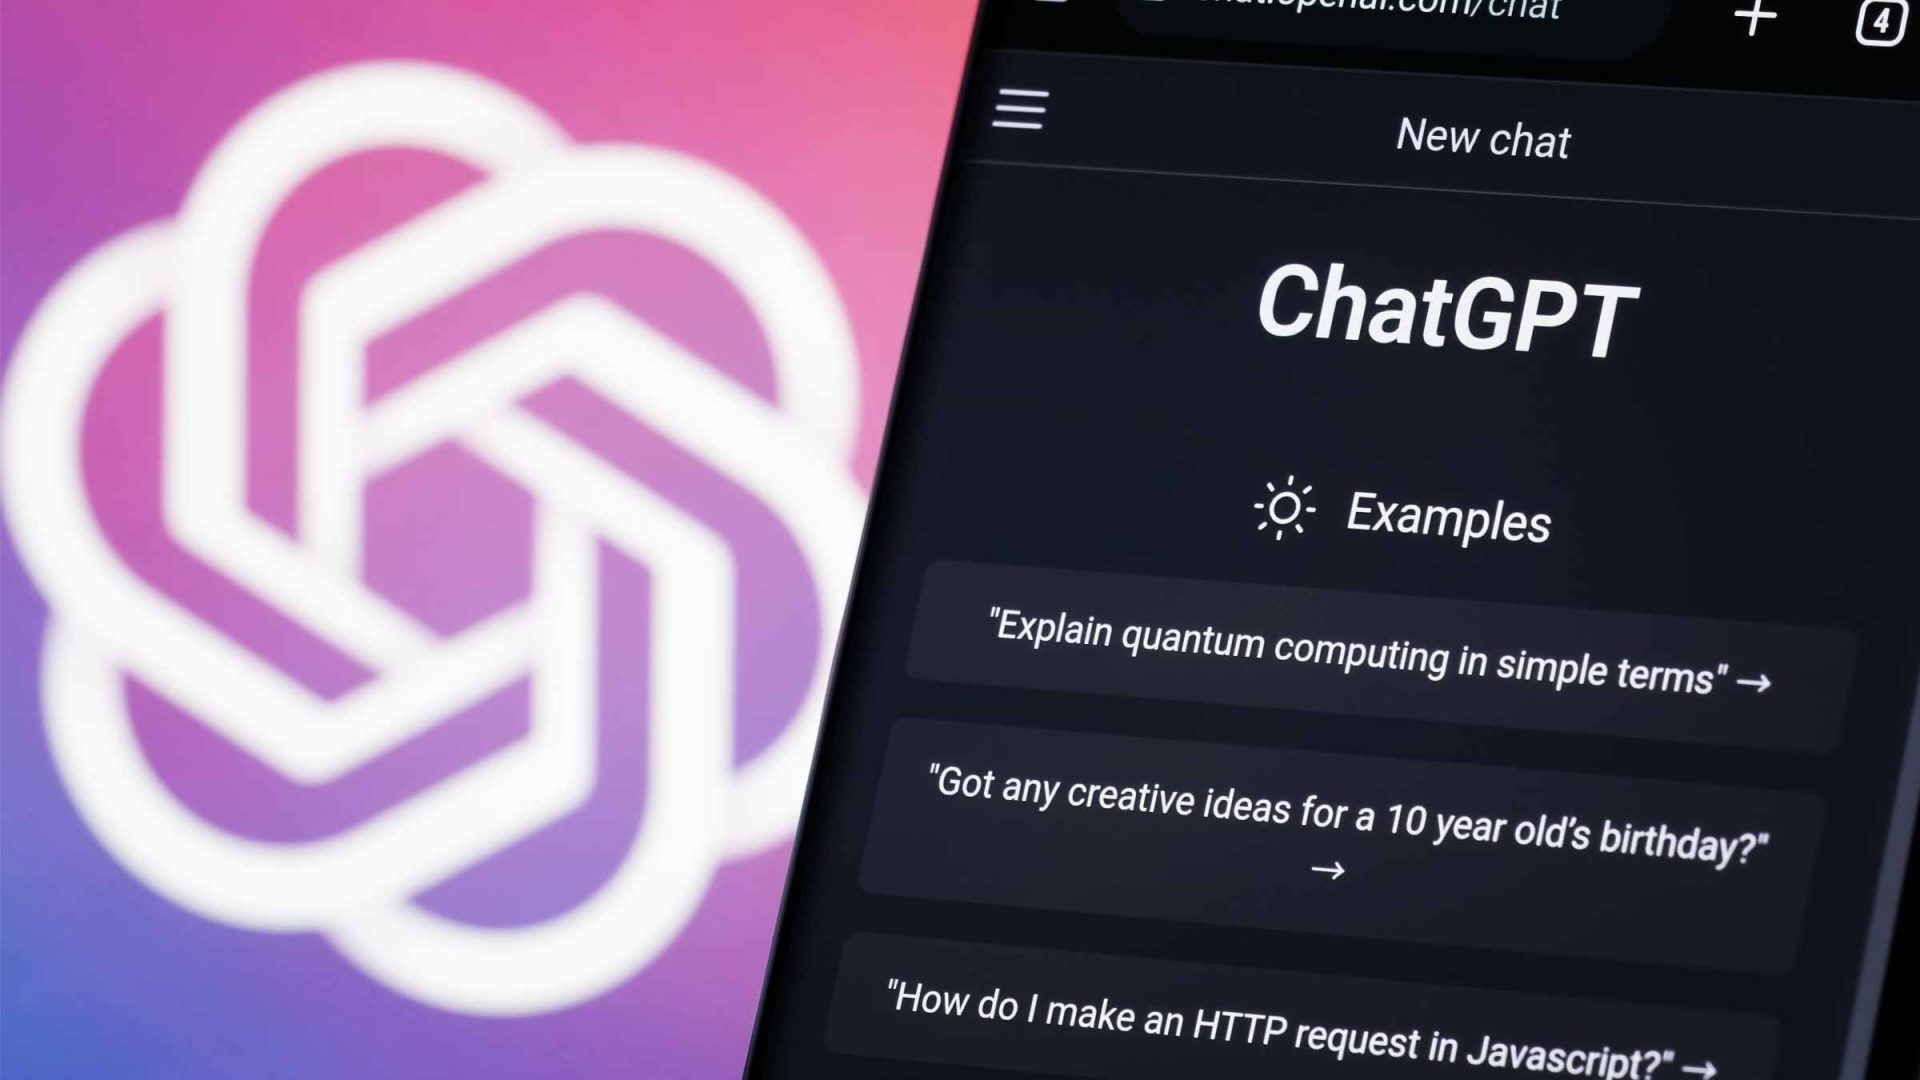 4
New chat
ChatGPT
Examples
"Explain quantum computing in simple terms" →
"Got any creative ideas for a 10 year old's birthday?"
→
"How do I make an HTTP request in Javascript?" →